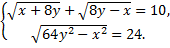 √(x + 8y) + √(8y − x) = 10,
√(64y² − x²) = 24.